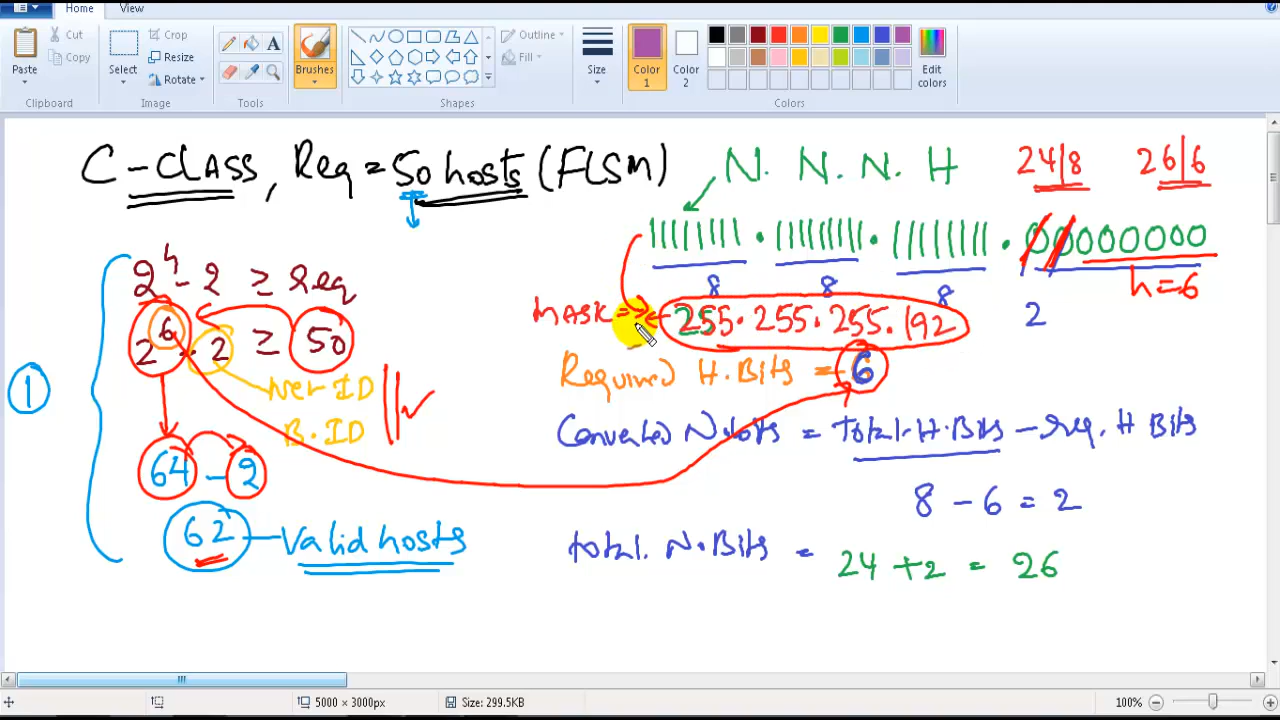 Home
View
Cut
Copy
Paste
Clipboard
Select
Crop
Resize
Rotate
Image
A
Tools
Brushes
Outline
Fill
Shapes
Size
Color 1
Color 2
Edit colors
Colors
C-CLASS, Req = 50 hosts (FLSM)
N. N. N. H
24|8
26|6
11111111 . 11111111 . 11111111 . 00000000
8 8 8 2
h=6
2^h - 2 ≥ req
2^6 - 2 ≥ 50
Net ID
B.ID
64 - 2
62 - Valid hosts
1
MASK => 255.255.255.192
Required H.Bits = 6
Converted N.bits = total.H.Bits - req. H Bits
8 - 6 = 2
total. N.Bits = 24 + 2 = 26
5000 × 3000px
Size: 299.5KB
100%